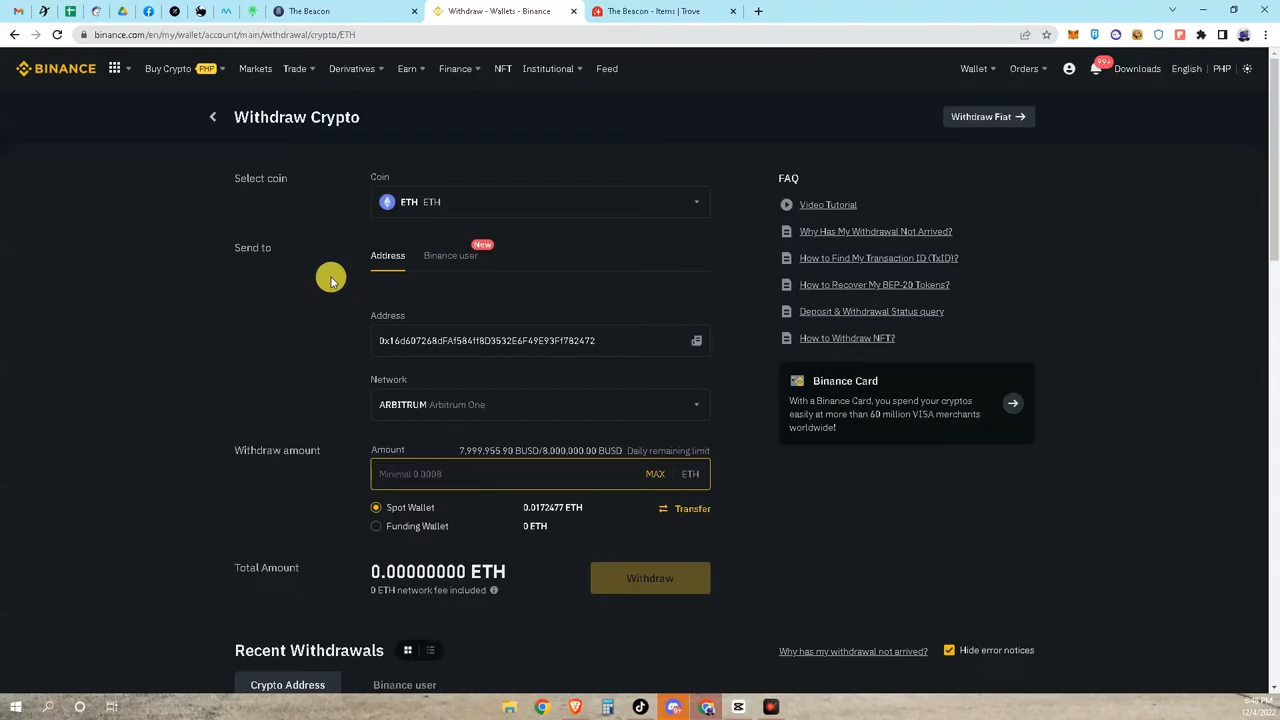 The Beacon
Withdraw - Wallets - Binance
The Beacon - Items | Trove
binance.com/en/my/wallet/account/main/withdrawal/crypto/ETH
BINANCE
Buy Crypto PHP
Markets
Trade
Derivatives
Earn
Finance
NFT
Institutional
Feed
Wallet
Orders
99+
Downloads
English
PHP
Withdraw Crypto
Withdraw Fiat
Select coin
Coin
ETH ETH
Send to
Address
Binance user
New
Address
0x16d607268dFAf584ff8D3532E6F49E93Ff782472
Network
ARBITRUM Arbitrum One
Withdraw amount
Amount
7,999,955.90 BUSD/8,000,000.00 BUSD Daily remaining limit
Minimal 0.0008
MAX
ETH
Spot Wallet
0.0172477 ETH
Transfer
Funding Wallet
0 ETH
Total Amount
0.00000000 ETH
0 ETH network fee included
Withdraw
FAQ
Video Tutorial
Why Has My Withdrawal Not Arrived?
How to Find My Transaction ID (TxID)?
How to Recover My BEP-20 Tokens?
Deposit & Withdrawal Status query
How to Withdraw NFT?
Binance Card
With a Binance Card, you spend your cryptos
easily at more than 60 million VISA merchants
worldwide!
Recent Withdrawals
Why has my withdrawal not arrived?
Hide error notices
Crypto Address
Binance user
6:48 PM
12/4/2022